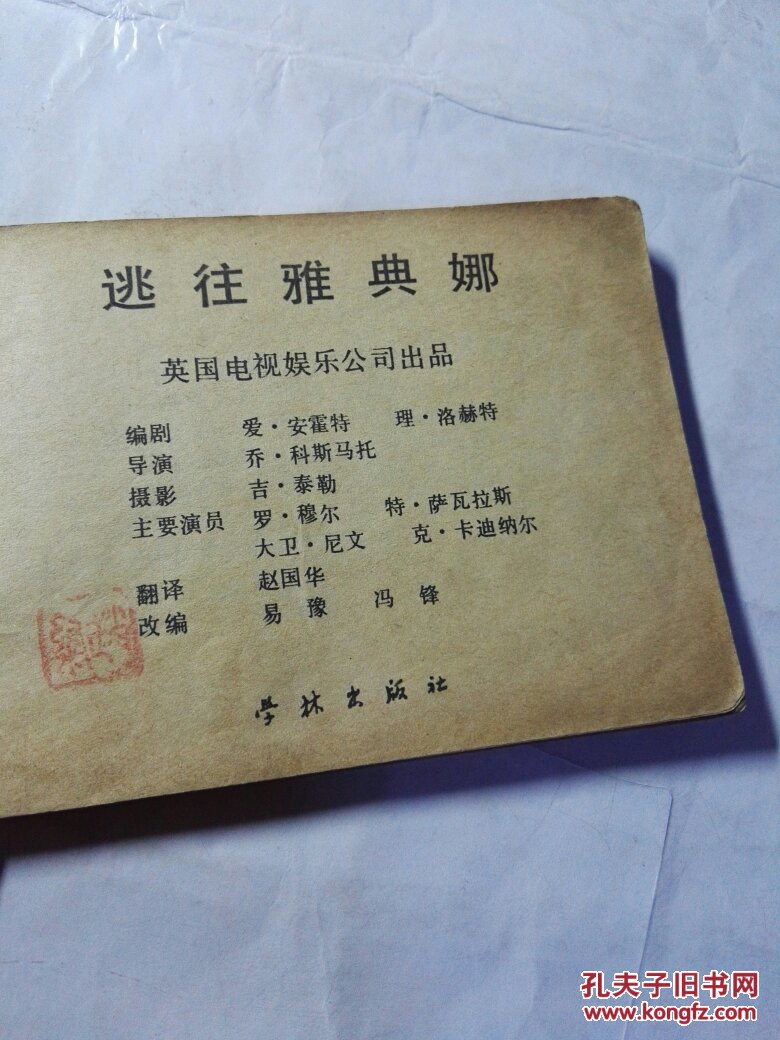 逃往雅典娜
英国电视娱乐公司出品
编剧 爱·安霍特 理·洛赫特
导演 乔·科斯马托
摄影 吉·泰勒
主要演员 罗·穆尔 特·萨瓦拉斯
大卫·尼文 克·卡迪纳尔
翻译 赵国华
改编 易豫 冯锋
学林出版社
孔夫子旧书网
www.kongfz.com